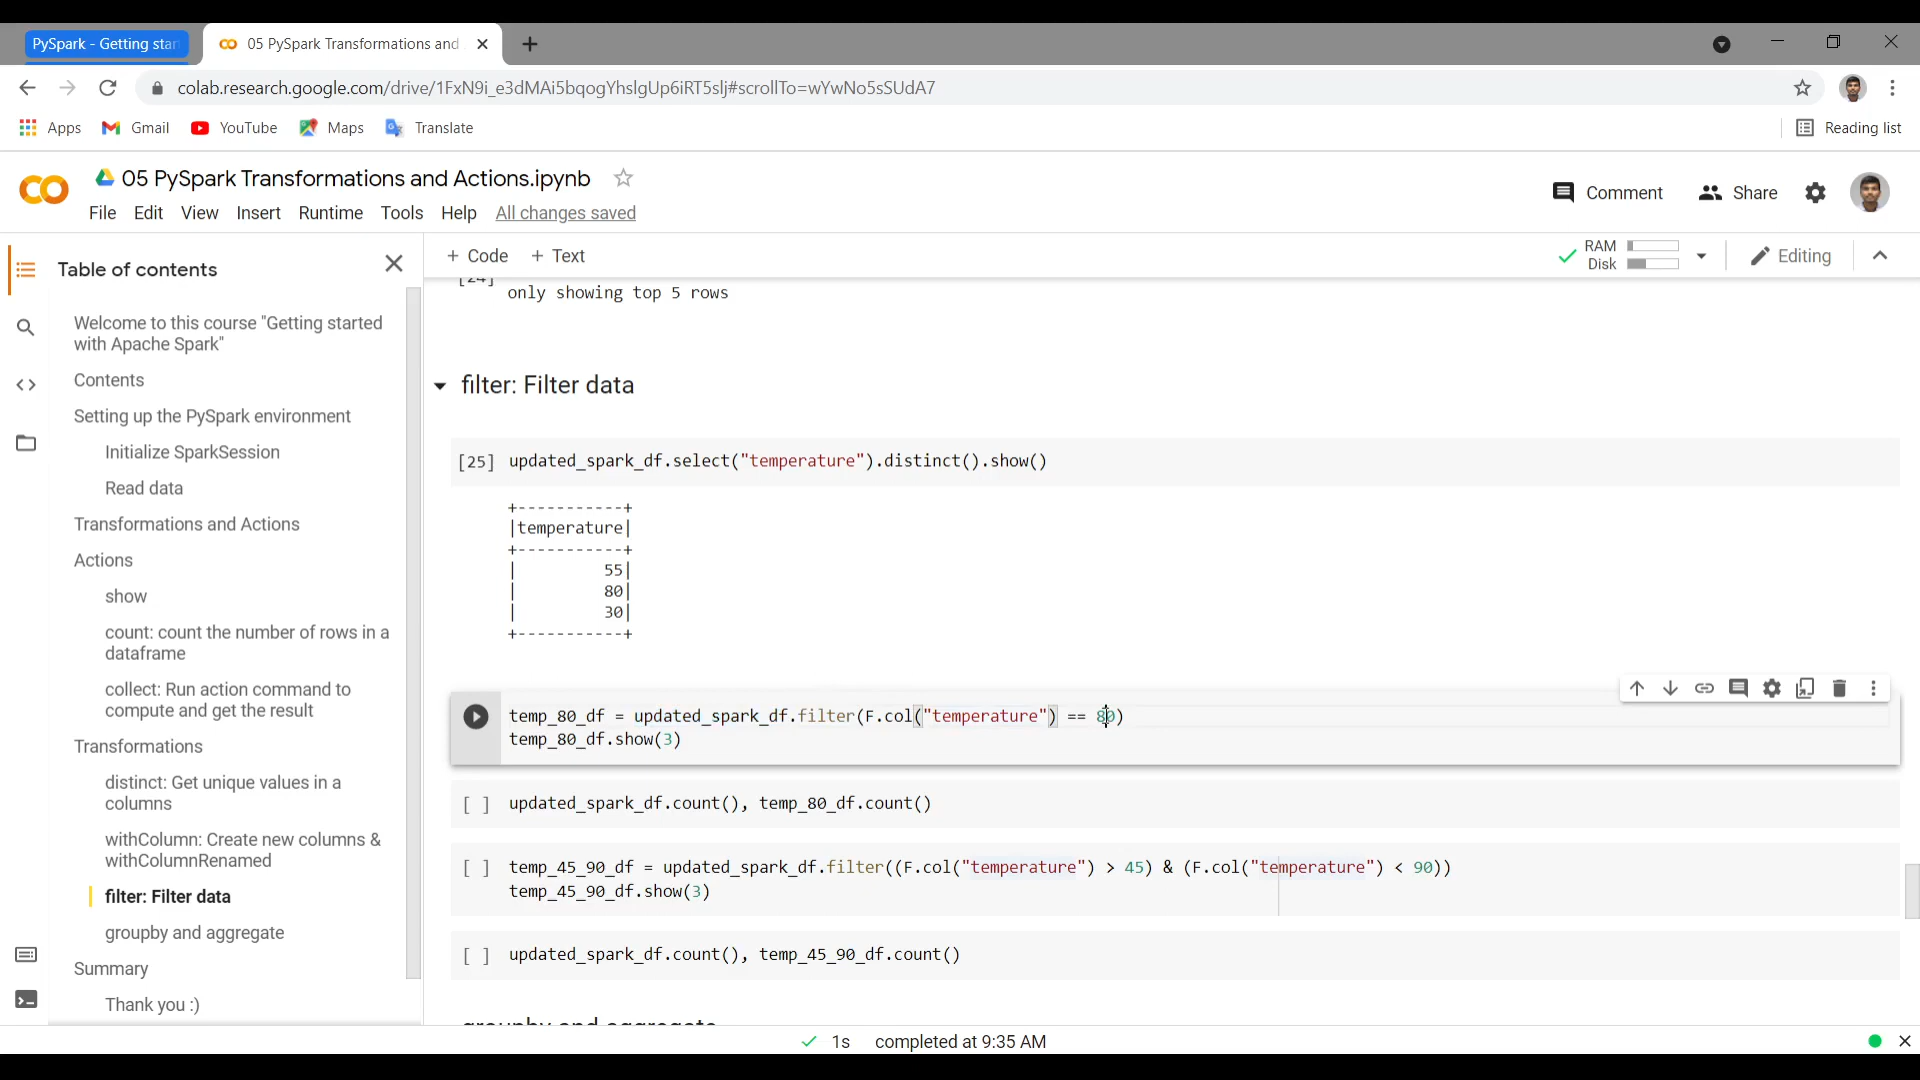 PySpark - Getting star
05 PySpark Transformations and
colab.research.google.com/drive/1FxN9i_e3dMAi5bqogYhslgUp6iRT5slj#scrollTo=wYwNo5sSUdA7
Apps
Gmail
YouTube
Maps
Translate
Reading list
05 PySpark Transformations and Actions.ipynb
Comment
Share
File Edit View Insert Runtime Tools Help All changes saved
Table of contents
+ Code + Text
RAM
Disk
Editing
Welcome to this course "Getting started
with Apache Spark"
Contents
Setting up the PySpark environment
Initialize SparkSession
Read data
Transformations and Actions
Actions
show
count: count the number of rows in a
dataframe
collect: Run action command to
compute and get the result
Transformations
distinct: Get unique values in a
columns
withColumn: Create new columns &
withColumnRenamed
filter: Filter data
groupby and aggregate
Summary
Thank you :)
[24]
only showing top 5 rows
filter: Filter data
[25] updated_spark_df.select("temperature").distinct().show()
+-----------+
|temperature|
+-----------+
|         55|
|         80|
|         30|
+-----------+
temp_80_df = updated_spark_df.filter(F.col("temperature") == 80)
temp_80_df.show(3)
[ ] updated_spark_df.count(), temp_80_df.count()
[ ] temp_45_90_df = updated_spark_df.filter((F.col("temperature") > 45) & (F.col("temperature") < 90))
temp_45_90_df.show(3)
[ ] updated_spark_df.count(), temp_45_90_df.count()
groupby and aggregate
1s completed at 9:35 AM